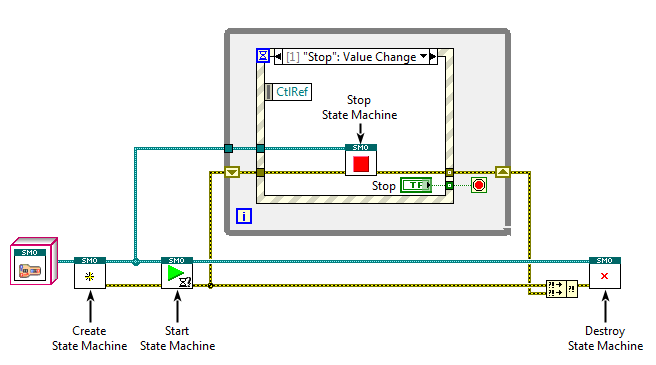 [1] "Stop": Value Change
CtlRef
Stop
State Machine
SMO
Stop
TF
i
SMO
SMO
SMO
SMO
?!
?!
?!
Create
State Machine
Start
State Machine
Destroy
State Machine